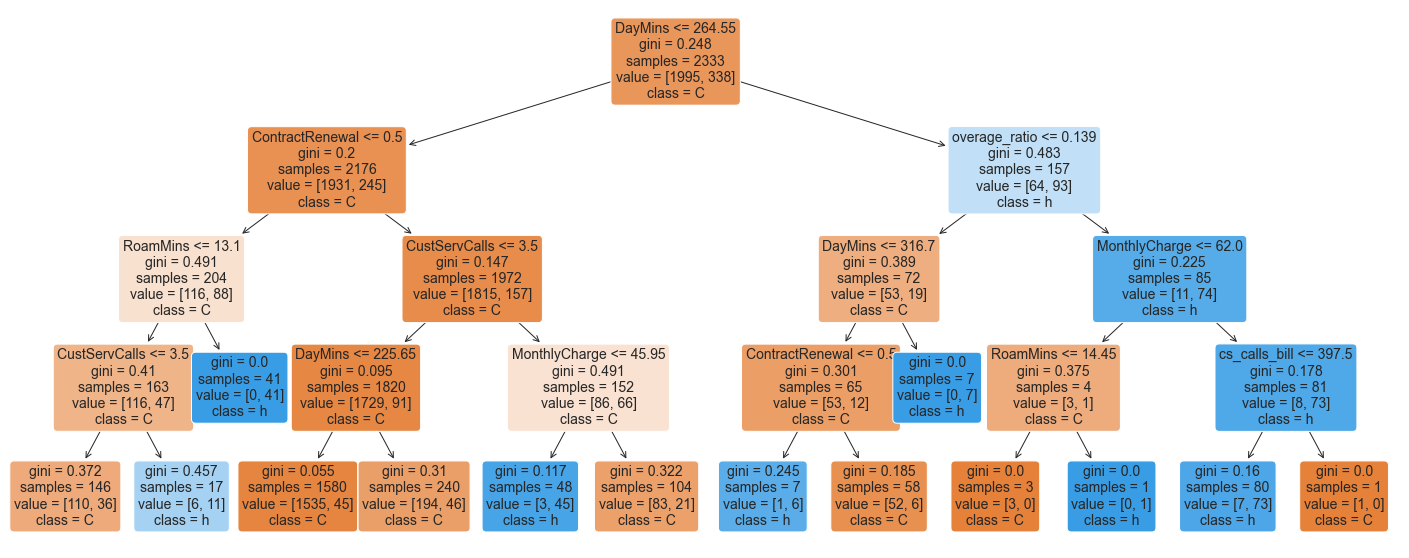 DayMins <= 264.55
gini = 0.248
samples = 2333
value = [1995, 338]
class = C
ContractRenewal <= 0.5
gini = 0.2
samples = 2176
value = [1931, 245]
class = C
overage_ratio <= 0.139
gini = 0.483
samples = 157
value = [64, 93]
class = h
RoamMins <= 13.1
gini = 0.491
samples = 204
value = [116, 88]
class = C
CustServCalls <= 3.5
gini = 0.147
samples = 1972
value = [1815, 157]
class = C
DayMins <= 316.7
gini = 0.389
samples = 72
value = [53, 19]
class = C
MonthlyCharge <= 62.0
gini = 0.225
samples = 85
value = [11, 74]
class = h
CustServCalls <= 3.5
gini = 0.41
samples = 163
value = [116, 47]
class = C
gini = 0.0
samples = 41
value = [0, 41]
class = h
DayMins <= 225.65
gini = 0.095
samples = 1820
value = [1729, 91]
class = C
MonthlyCharge <= 45.95
gini = 0.491
samples = 152
value = [86, 66]
class = C
ContractRenewal <= 0.5
gini = 0.301
samples = 65
value = [53, 12]
class = C
gini = 0.0
samples = 7
value = [0, 7]
class = h
RoamMins <= 14.45
gini = 0.375
samples = 4
value = [3, 1]
class = C
cs_calls_bill <= 397.5
gini = 0.178
samples = 81
value = [8, 73]
class = h
gini = 0.372
samples = 146
value = [110, 36]
class = C
gini = 0.457
samples = 17
value = [6, 11]
class = h
gini = 0.055
samples = 1580
value = [1535, 45]
class = C
gini = 0.31
samples = 240
value = [194, 46]
class = C
gini = 0.117
samples = 48
value = [3, 45]
class = h
gini = 0.322
samples = 104
value = [83, 21]
class = C
gini = 0.245
samples = 7
value = [1, 6]
class = h
gini = 0.185
samples = 58
value = [52, 6]
class = C
gini = 0.0
samples = 3
value = [3, 0]
class = C
gini = 0.0
samples = 1
value = [0, 1]
class = h
gini = 0.16
samples = 80
value = [7, 73]
class = h
gini = 0.0
samples = 1
value = [1, 0]
class = C